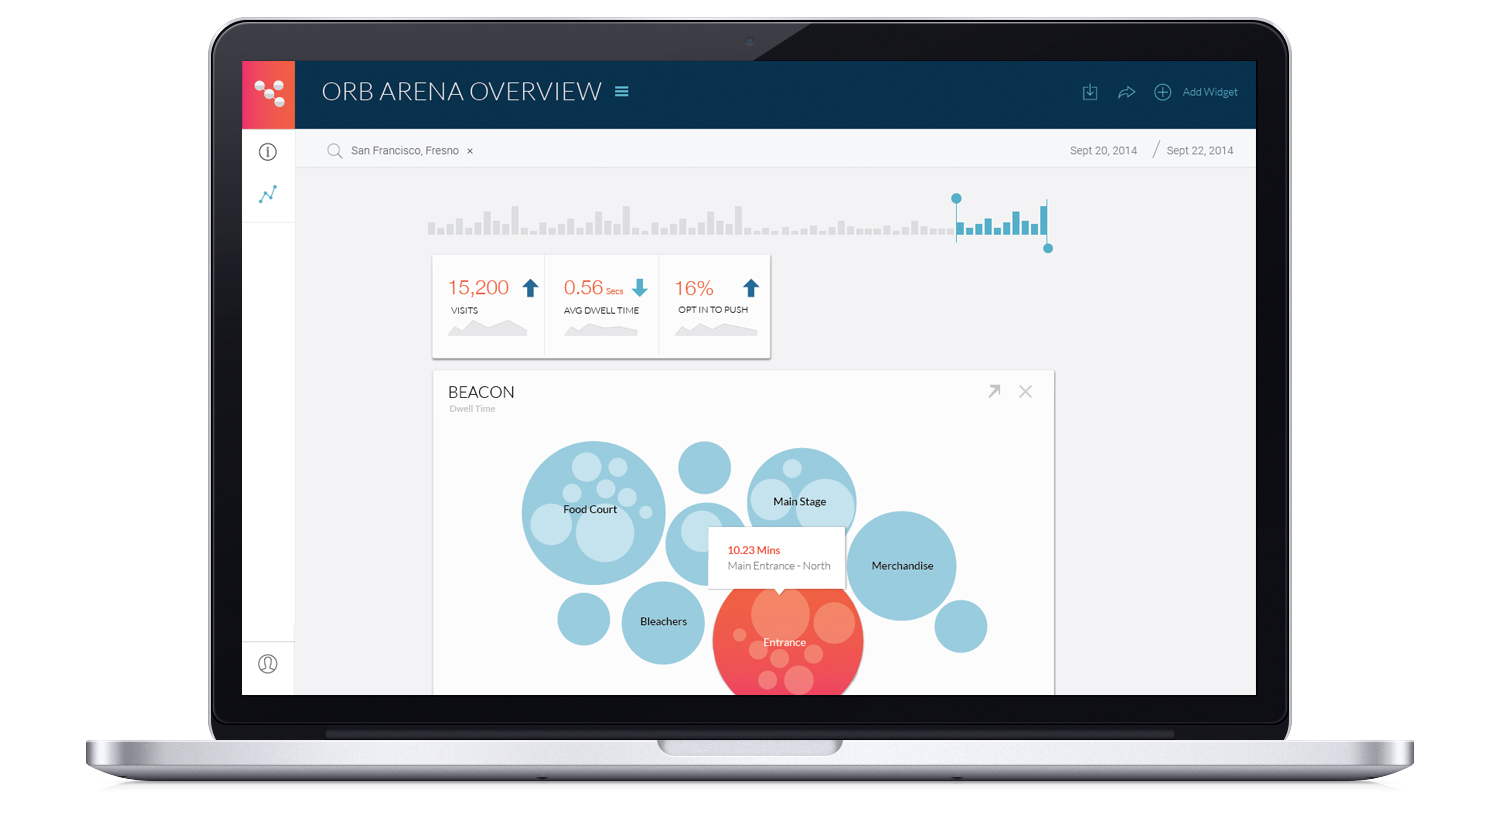 ORB ARENA OVERVIEW
Add Widget
San Francisco, Fresno ×
Sept 20, 2014 / Sept 22, 2014
15,200
VISITS
0.56 Secs
AVG DWELL TIME
16%
OPT IN TO PUSH
BEACON
Dwell Time
Food Court
Main Stage
10.23 Mins
Main Entrance - North
Merchandise
Bleachers
Entrance